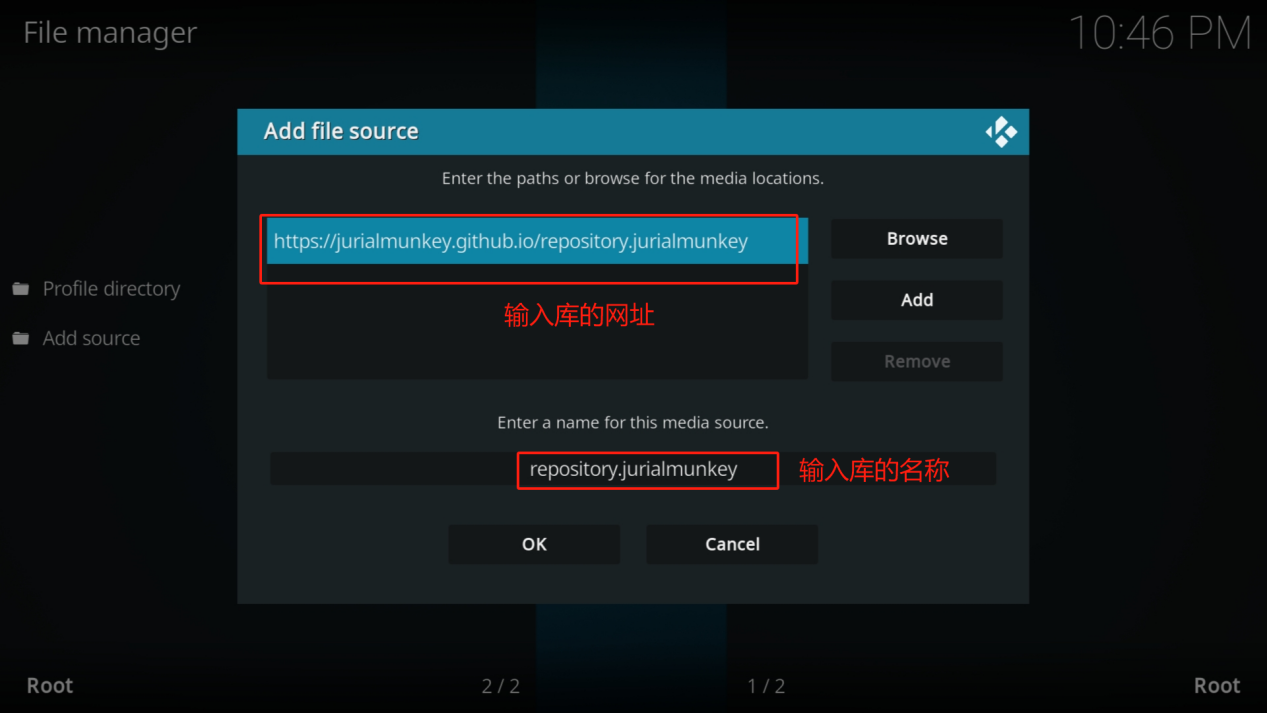 File manager
10:46 PM
Add file source
Enter the paths or browse for the media locations.
https://jurialmunkey.github.io/repository.jurialmunkey
Browse
输入库的网址
Add
Profile directory
Add source
Remove
Enter a name for this media source.
repository.jurialmunkey
输入库的名称
OK
Cancel
Root
2 / 2
1 / 2
Root